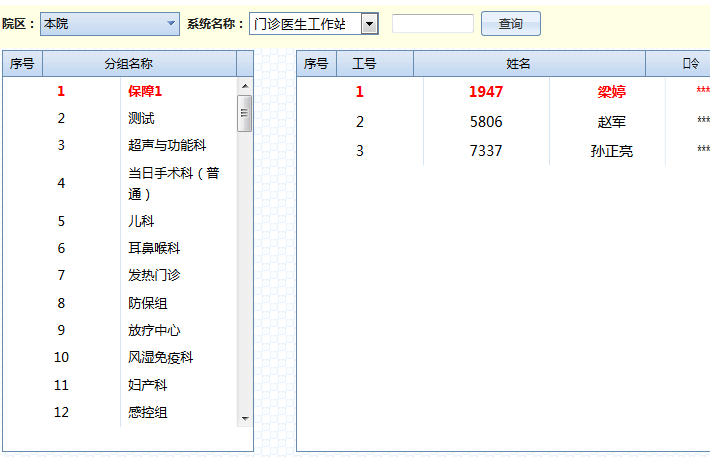 院区： 本院 系统名称： 门诊医生工作站 查询
序号 分组名称
1 保障1
2 测试
3 超声与功能科
4 当日手术科（普
通）
5 儿科
6 耳鼻喉科
7 发热门诊
8 防保组
9 放疗中心
10 风湿免疫科
11 妇产科
12 感控组
序号 工号 姓名 口令
1 1947 梁婷 ***
2 5806 赵军 ***
3 7337 孙正亮 ***